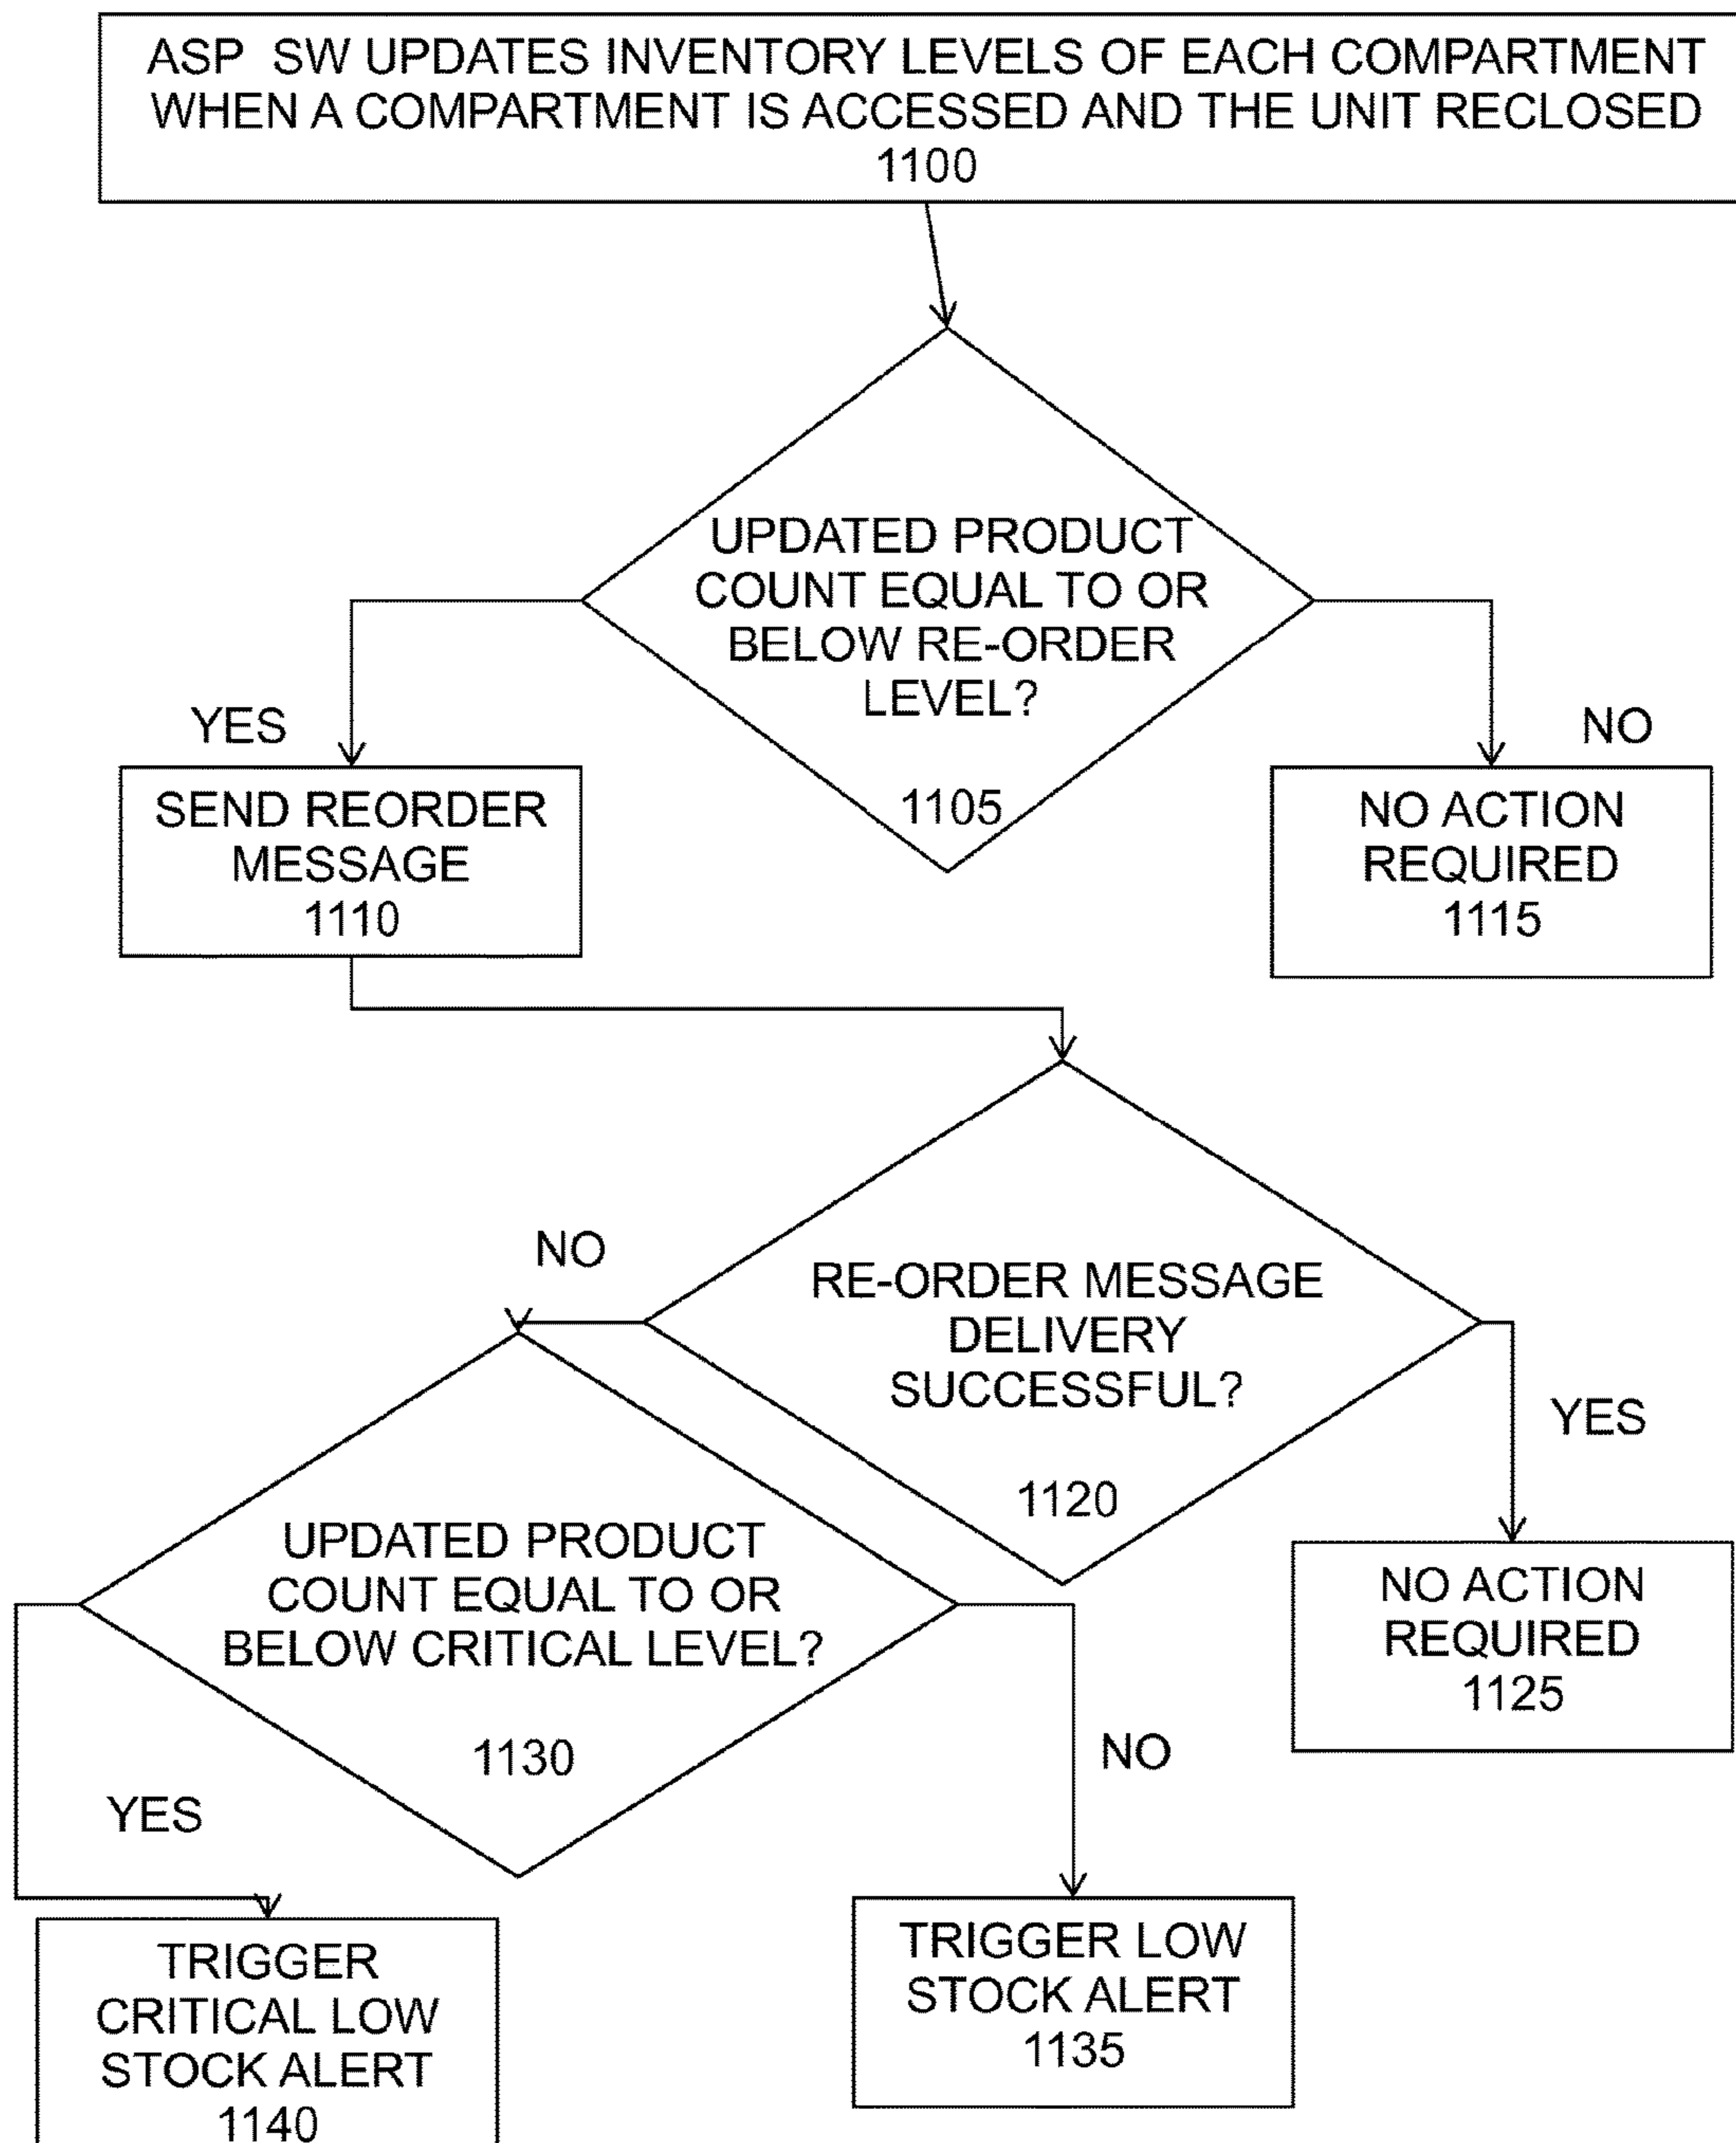 ASP SW UPDATES INVENTORY LEVELS OF EACH COMPARTMENT
WHEN A COMPARTMENT IS ACCESSED AND THE UNIT RECLOSED
1100
UPDATED PRODUCT
COUNT EQUAL TO OR
BELOW RE-ORDER
LEVEL?
1105
YES
NO
SEND REORDER
MESSAGE
1110
NO ACTION
REQUIRED
1115
RE-ORDER MESSAGE
DELIVERY
SUCCESSFUL?
1120
NO
YES
NO ACTION
REQUIRED
1125
UPDATED PRODUCT
COUNT EQUAL TO OR
BELOW CRITICAL LEVEL?
1130
YES
NO
TRIGGER
CRITICAL LOW
STOCK ALERT
1140
TRIGGER LOW
STOCK ALERT
1135